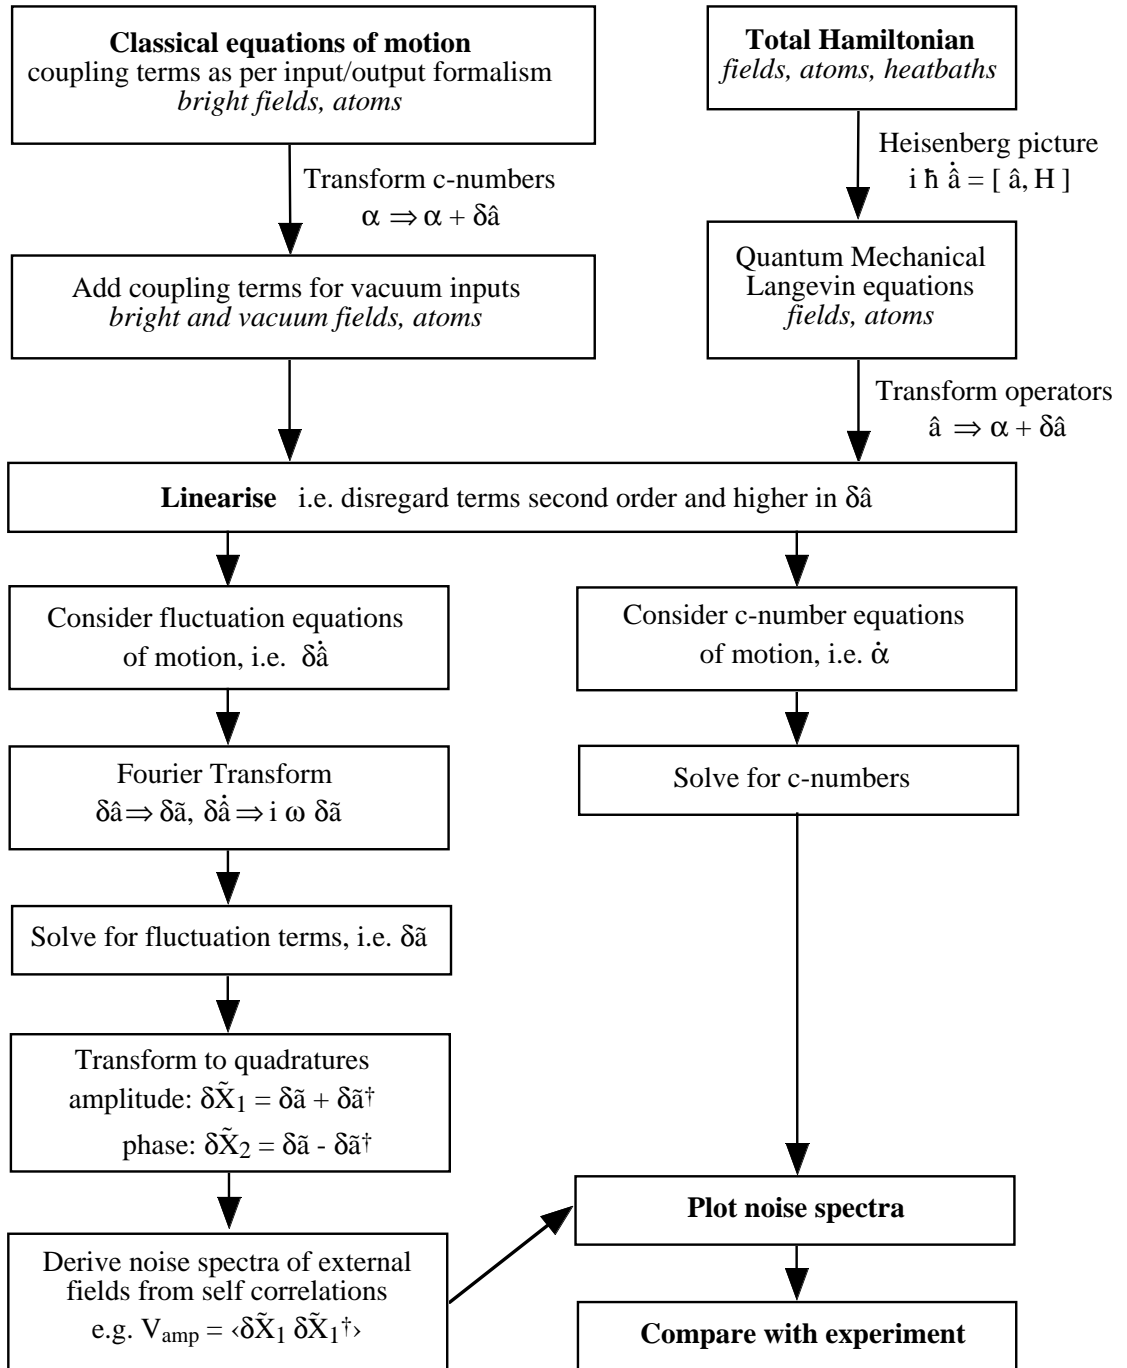 Classical equations of motion
coupling terms as per input/output formalism
bright fields, atoms
Total Hamiltonian
fields, atoms, heatbaths
Transform c-numbers
α ⇒ α + δâ
Heisenberg picture
i ħ â̇ = [ â, H ]
Add coupling terms for vacuum inputs
bright and vacuum fields, atoms
Quantum Mechanical
Langevin equations
fields, atoms
Transform operators
â ⇒ α + δâ
Linearise i.e. disregard terms second order and higher in δâ
Consider fluctuation equations
of motion, i.e. δâ̇
Consider c-number equations
of motion, i.e. α̇
Fourier Transform
δâ ⇒ δã, δâ̇ ⇒ i ω δã
Solve for c-numbers
Solve for fluctuation terms, i.e. δã
Transform to quadratures
amplitude: δX̃₁ = δã + δㆠ
phase: δX̃₂ = δã - δㆠ
Plot noise spectra
Derive noise spectra of external
fields from self correlations
e.g. Vamp = ‹δX̃₁ δX̃₁†›
Compare with experiment